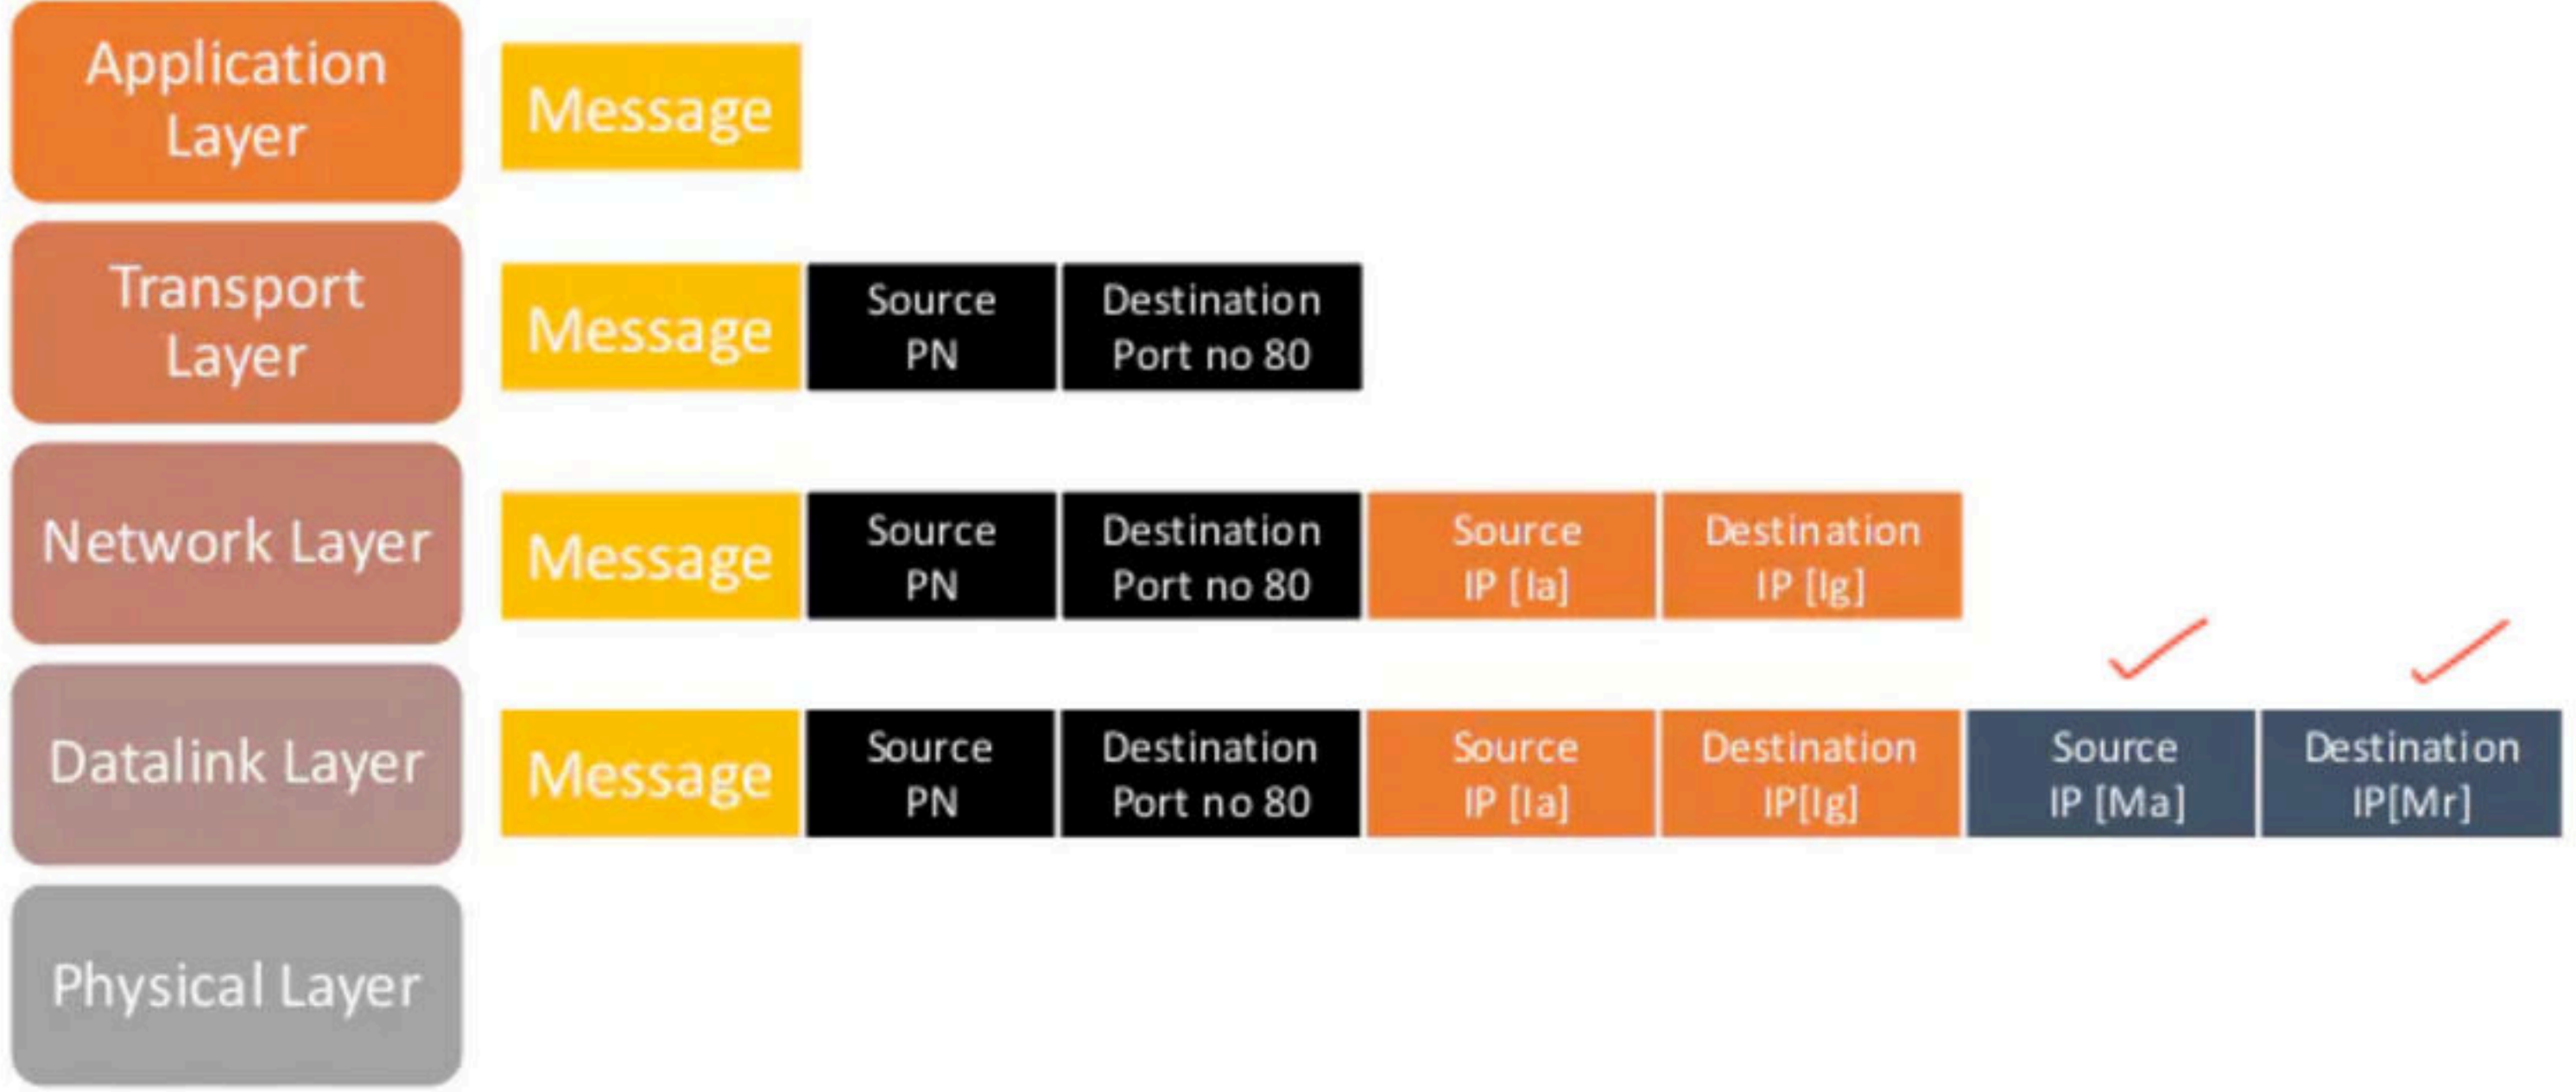 Application
Layer
Message
Transport
Layer
Message
Source
PN
Destination
Port no 80
Network Layer
Message
Source
PN
Destination
Port no 80
Source
IP [Ia]
Destination
IP [Ig]
Datalink Layer
Message
Source
PN
Destination
Port no 80
Source
IP [Ia]
Destination
IP[Ig]
Source
IP [Ma]
Destination
IP[Mr]
Physical Layer